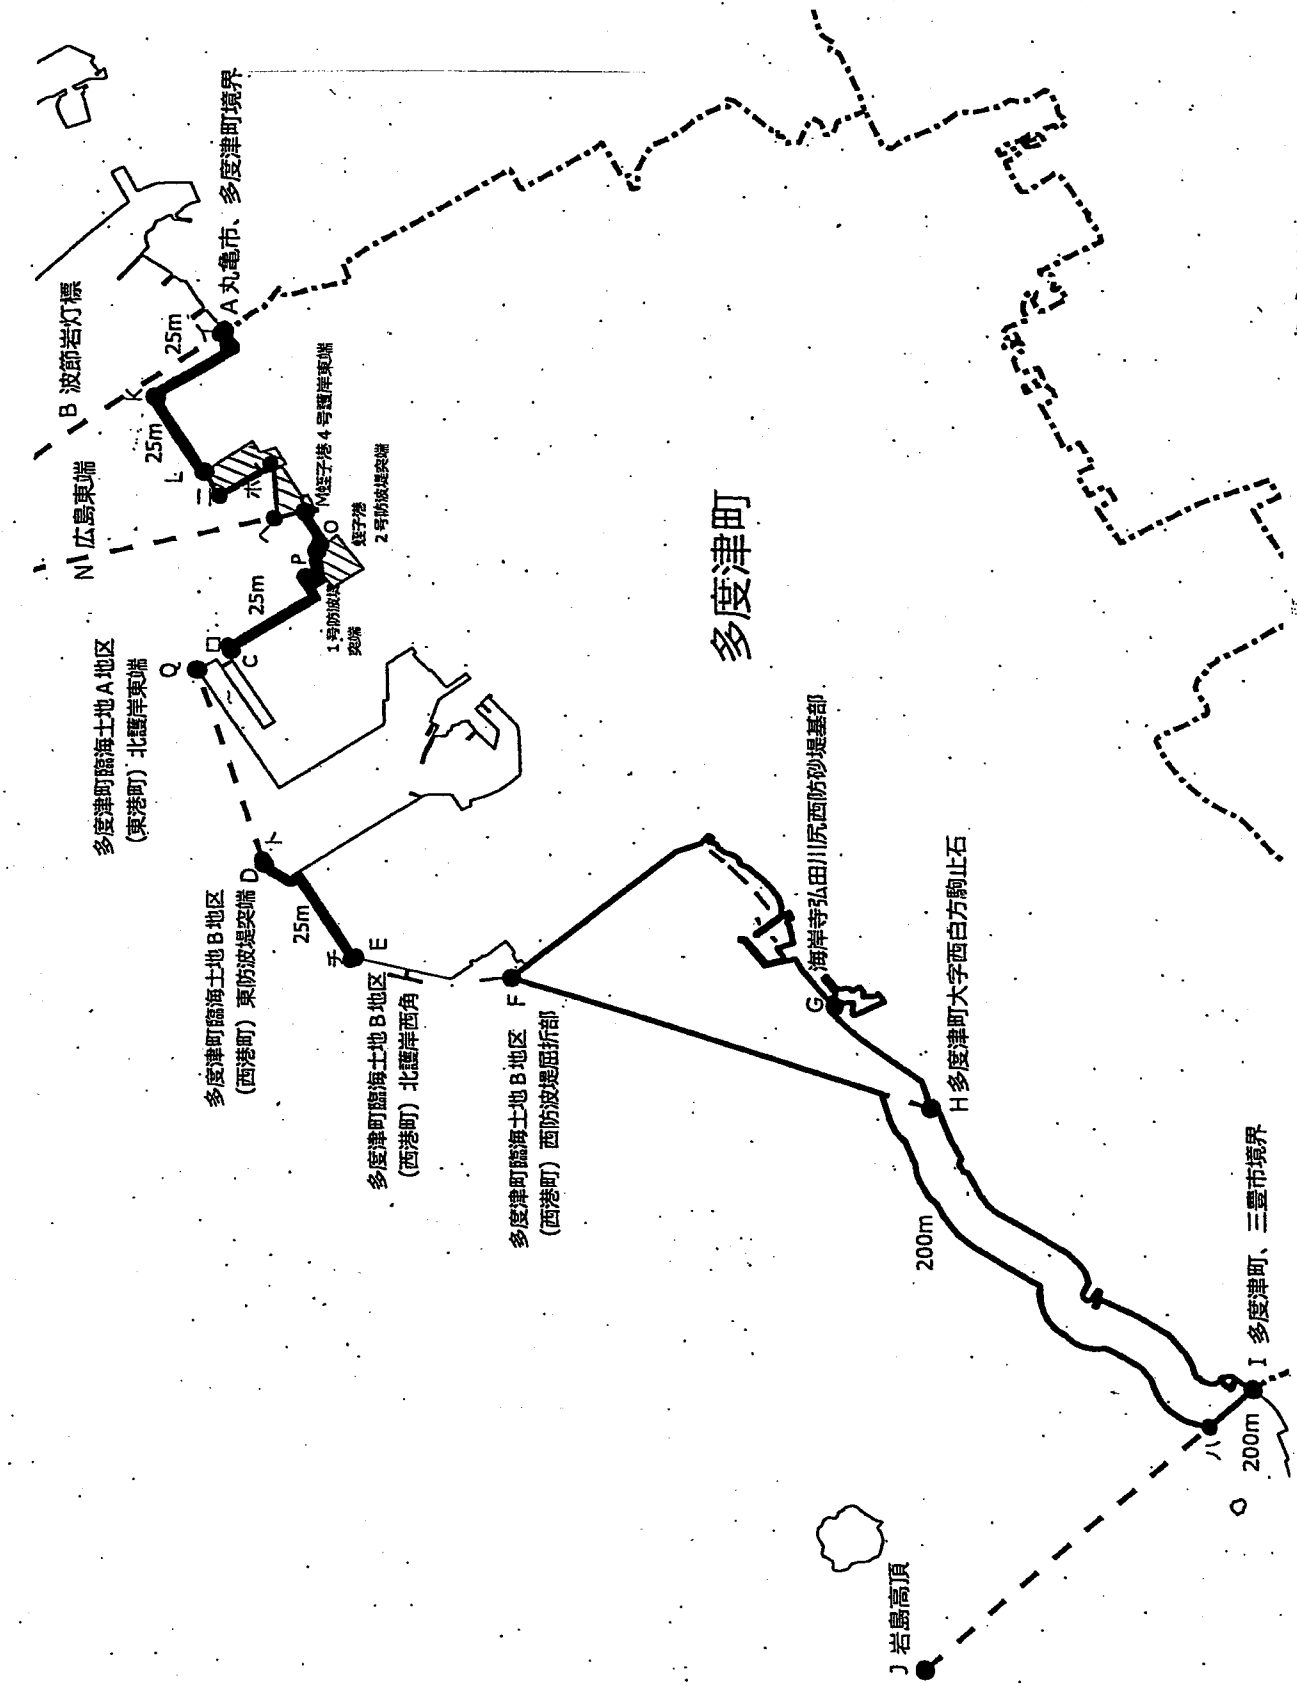 B 波節岩灯標
A 丸亀市、多度津町境界
イ
25m
K
25m
L
ニ
ホ
N 広島東端
ヘ
M蛭子港4号護岸東端
O
蛭子港
2号防波堤突端
P
1号防波堤
突端
25m
ロ
C
Q
多度津町臨海土地A地区
(東港町)北護岸東端
D
ト
多度津町臨海土地B地区
(西港町)東防波堤突端
25m
チ
E
多度津町臨海土地B地区
(西港町)北護岸西角
F
多度津町臨海土地B地区
(西港町)西防波堤屈折部
多度津町
G
海岸寺弘田川尻西防砂堤基部
H多度津町大字西白方駒止石
200m
I 多度津町、三豊市境界
200m
ハ
J 岩島高頂